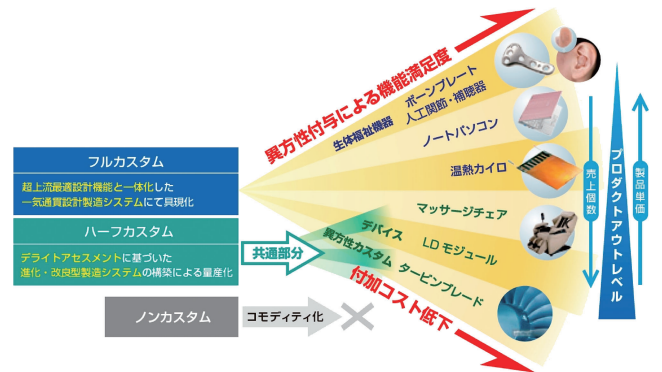 異方性付与による機能満足度
生体福祉機器
ボーンプレート
人工関節・補聴器
ノートパソコン
温熱カイロ
フルカスタム
超上流最適設計機能と一体化した
一気通貫設計製造システムにて具現化
ハーフカスタム
デライトアセスメントに基づいた
進化・改良型製造システムの構築による量産化
共通部分
マッサージチェア
デバイス
LDモジュール
異方性カスタム
タービンブレード
付加コスト低下
ノンカスタム
コモディティ化
売上個数
プロダクトアウトレベル
製品単価